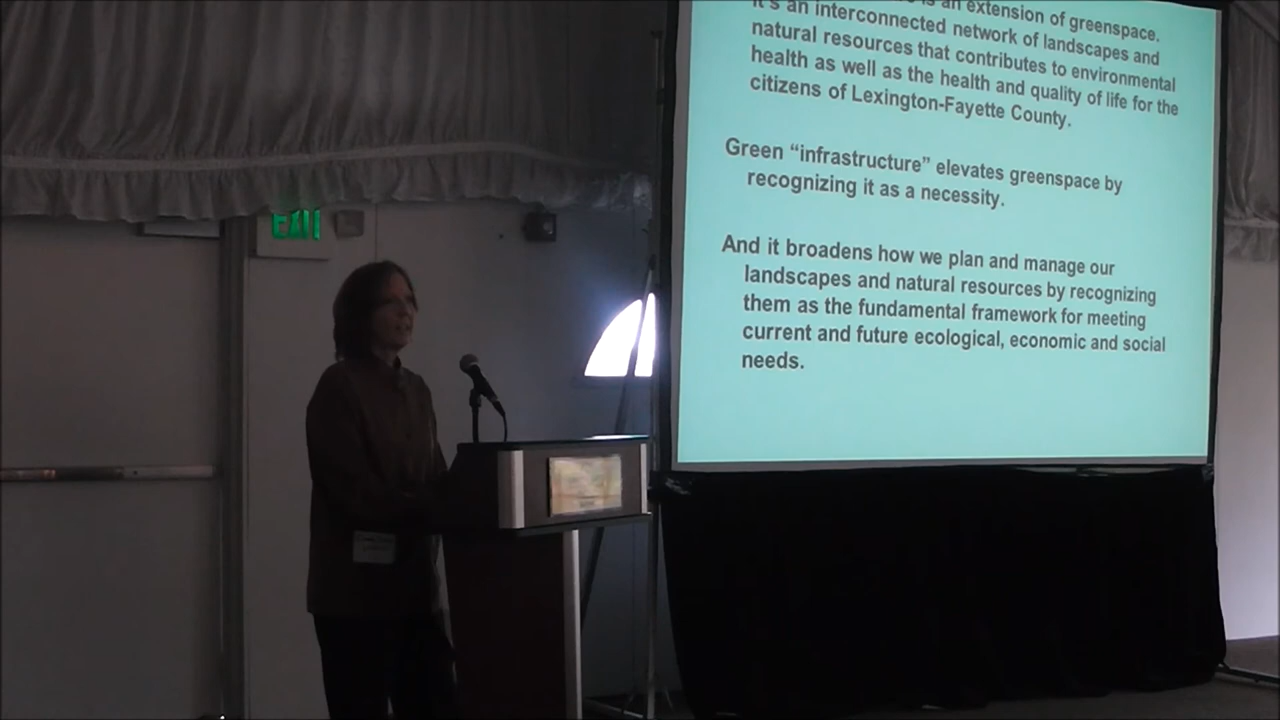 is an extension of greenspace.
It's an interconnected network of landscapes and
natural resources that contributes to environmental
health as well as the health and quality of life for the
citizens of Lexington-Fayette County.
Green “infrastructure” elevates greenspace by
recognizing it as a necessity.
And it broadens how we plan and manage our
landscapes and natural resources by recognizing
them as the fundamental framework for meeting
current and future ecological, economic and social
needs.
EXIT